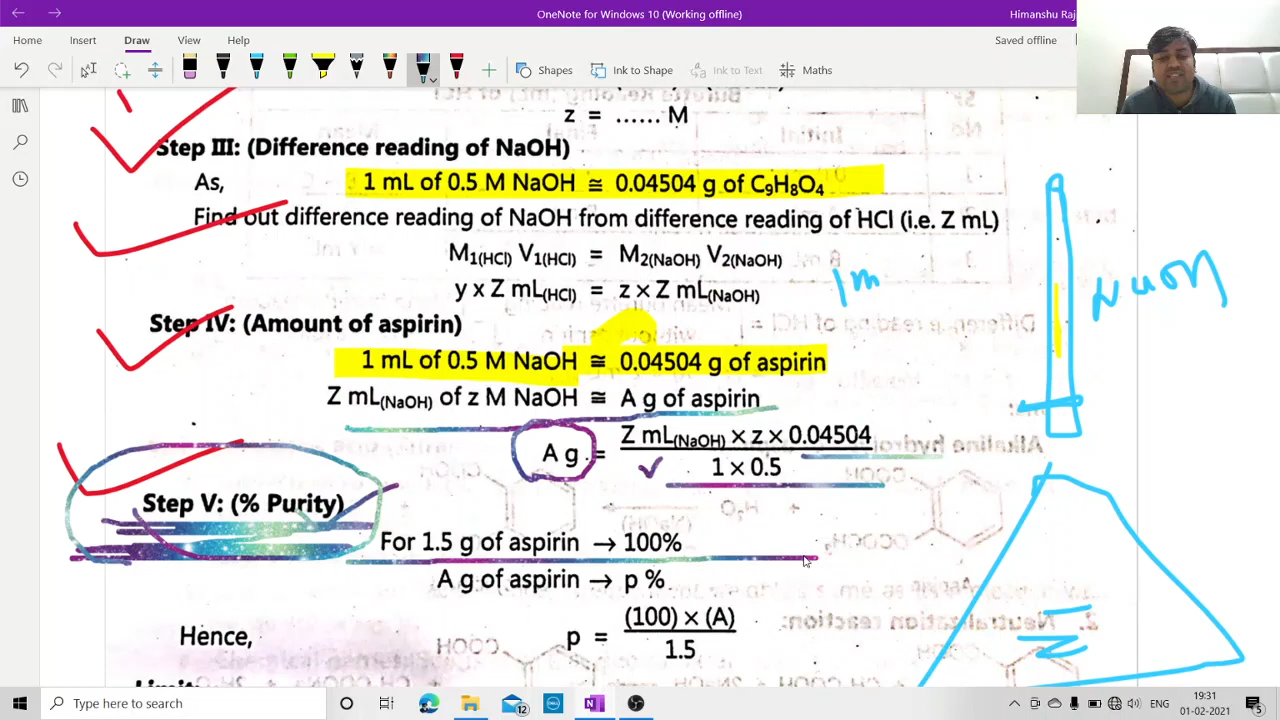 OneNote for Windows 10 (Working offline)
Himanshu Raj
Home Insert Draw View Help
Saved offline
Shapes Ink to Shape Ink to Text Maths
z = ...... M
Step III: (Difference reading of NaOH)
As, 1 mL of 0.5 M NaOH ≅ 0.04504 g of C₉H₈O₄
Find out difference reading of NaOH from difference reading of HCl (i.e. Z mL)
M₁(HCl) V₁(HCl) = M₂(NaOH) V₂(NaOH)
1m
NaOH
y x Z mL(HCl) = z × Z mL(NaOH)
Step IV: (Amount of aspirin)
1 mL of 0.5 M NaOH ≅ 0.04504 g of aspirin
Z mL(NaOH) of z M NaOH ≅ A g of aspirin
A g = Z mL(NaOH) × z × 0.04504
1 × 0.5
Step V: (% Purity)
For 1.5 g of aspirin → 100%
A g of aspirin → p %
Hence, p = (100) × (A)
1.5
Limit:
Type here to search
12
DELL
ENG
19:31
01-02-2021
5